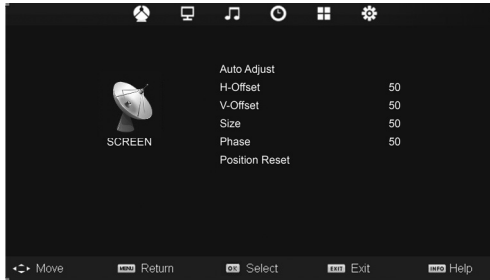 Auto Adjust
H-Offset 50
V-Offset 50
Size 50
SCREEN
Phase 50
Position Reset
Move MENU Return OK Select EXIT Exit INFO Help